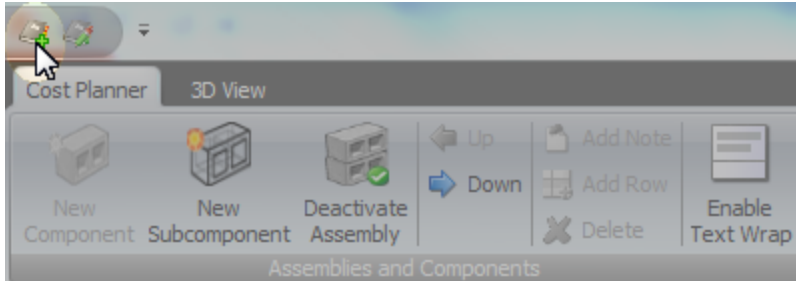 Cost Planner
3D View
New
Component
New
Subcomponent
Deactivate
Assembly
Up
Down
Add Note
Add Row
Delete
Enable
Text Wrap
Assemblies and Components